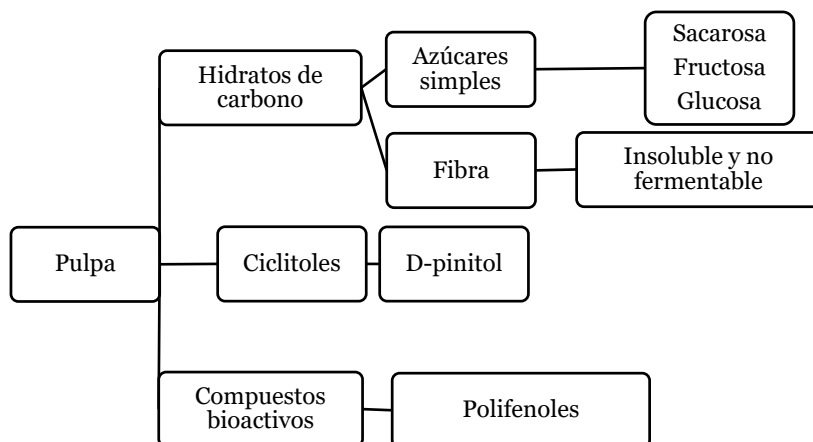 Hidratos de
carbono
Azúcares
simples
Sacarosa
Fructosa
Glucosa
Fibra
Insoluble y no
fermentable
Pulpa
Ciclitoles
D-pinitol
Compuestos
bioactivos
Polifenoles